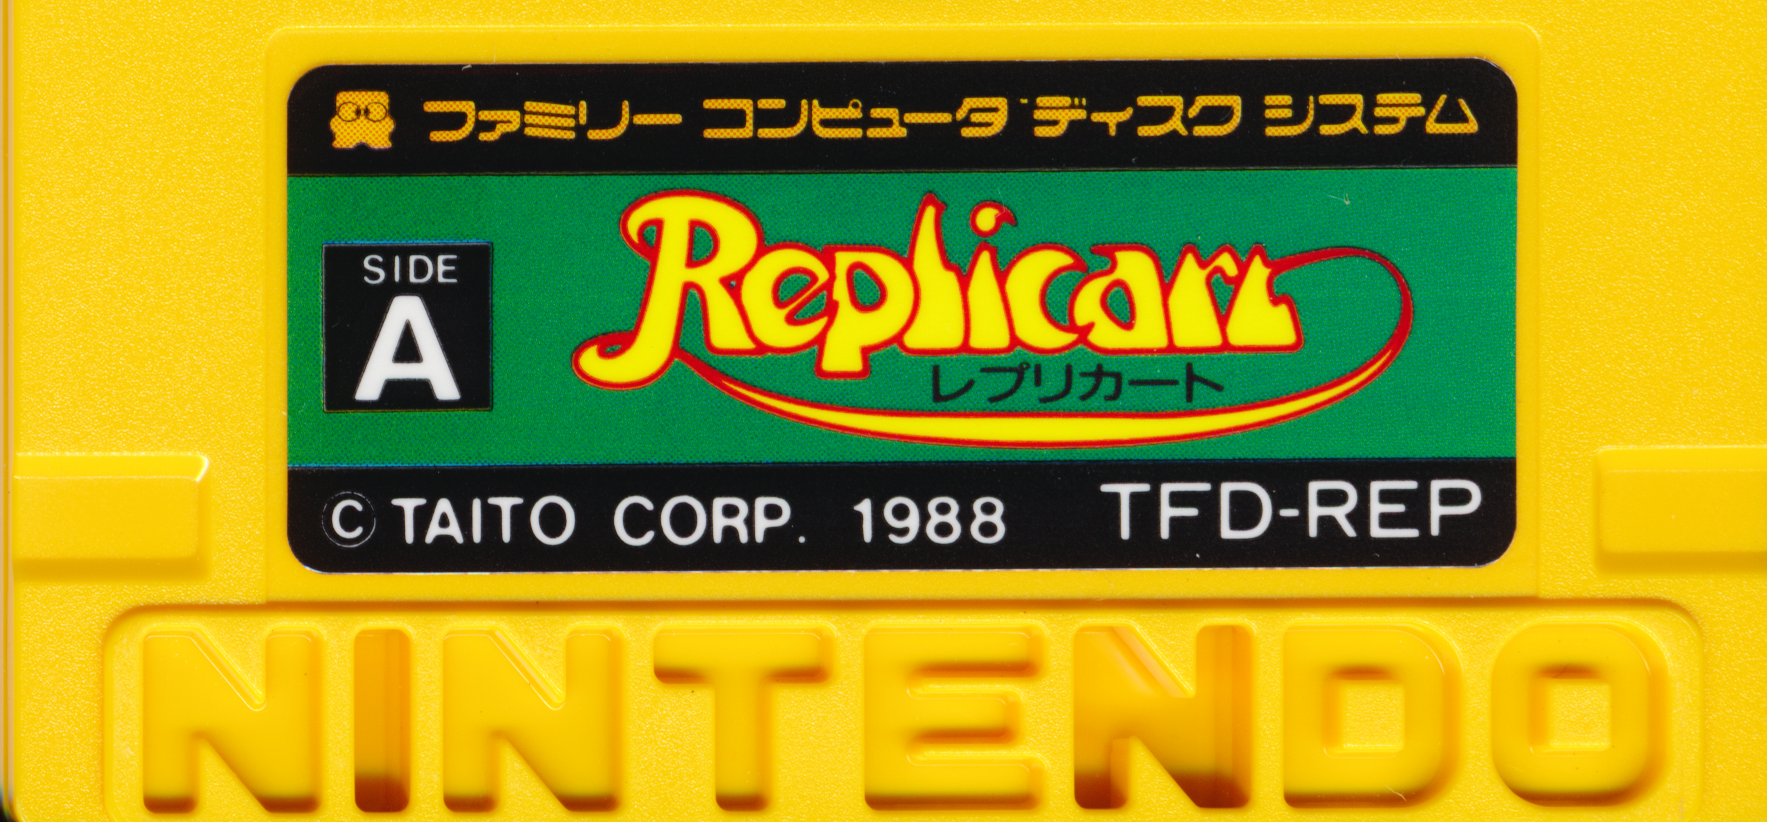 ファミリー コンピュータ ディスク システム
SIDE
A
Replicart
レプリカート
© TAITO CORP. 1988 TFD-REP
NINTENDO